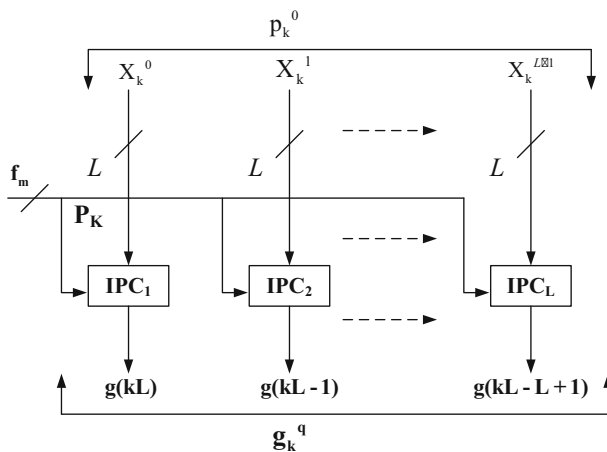 p_k^0
X_k^0 X_k^1 X_k^{L□1}
L L L
f_m
P_K
IPC_1 IPC_2 IPC_L
g(kL) g(kL - 1) g(kL - L + 1)
g_k^q